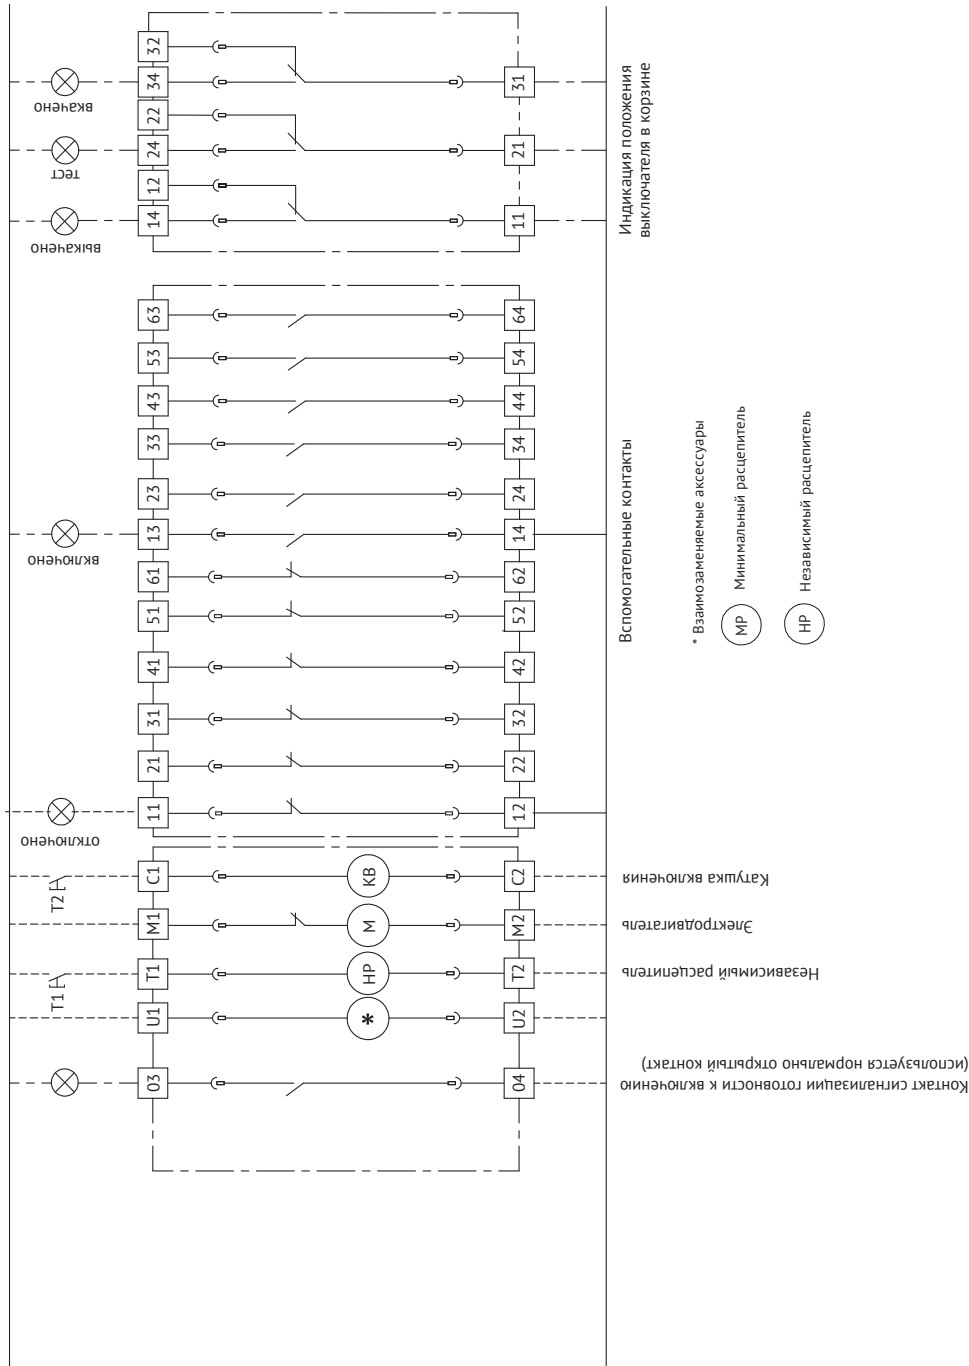 32
34
вкачено
22
24
тест
12
14
выкачено
31
21
11
Индикация положения
выключателя в корзине
63
53
43
33
23
13
включено
61
51
41
31
21
11
отключено
64
54
44
34
24
14
62
52
42
32
22
12
Вспомогательные контакты
* Взаимозаменяемые аксессуары
МР
Минимальный расцепитель
НР
Независимый расцепитель
T2
C1
КВ
C2
Катушка включения
M1
М
M2
Электродвигатель
T1
T1
НР
T2
Независимый расцепитель
U1
*
U2
03
04
Контакт сигнализации готовности к включению
(используется нормально открытый контакт)